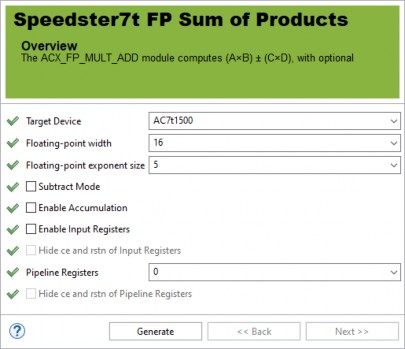 Speedster7t FP Sum of Products
Overview
The ACX_FP_MULT_ADD module computes (A×B) ± (C×D), with optional
Target Device AC7t1500
Floating-point width 16
Floating-point exponent size 5
Subtract Mode
Enable Accumulation
Enable Input Registers
Hide ce and rstn of Input Registers
Pipeline Registers 0
Hide ce and rstn of Pipeline Registers
? Generate << Back Next >>